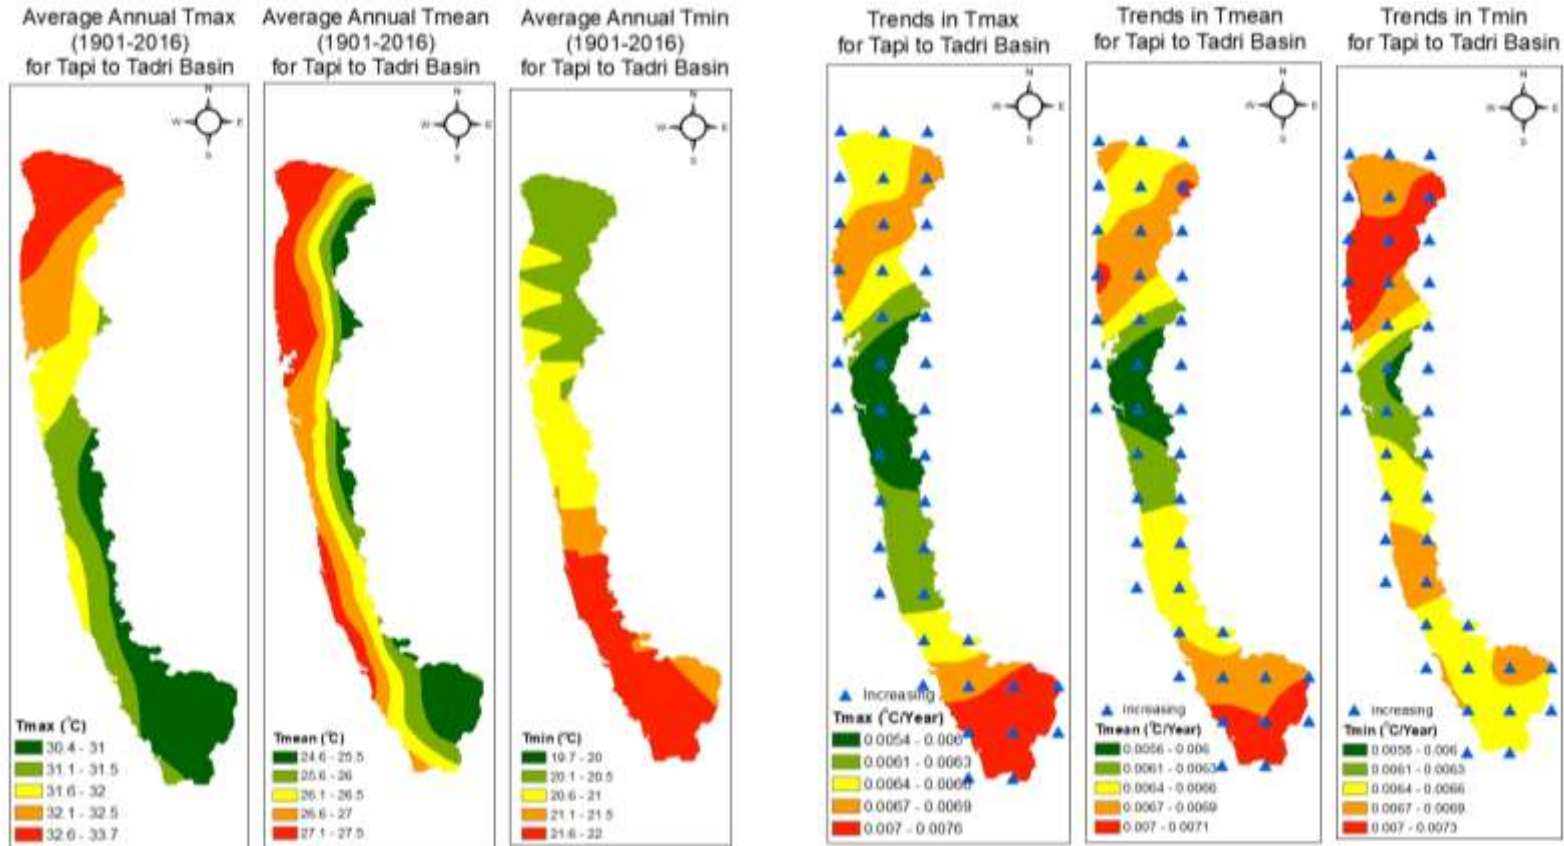 Average Annual Tmax
(1901-2016)
for Tapi to Tadri Basin
N
W
E
S
Tmax (°C)
30.4 - 31
31.1 - 31.5
31.6 - 32
32.1 - 32.5
32.6 - 33.7
Average Annual Tmean
(1901-2016)
for Tapi to Tadri Basin
N
W
E
S
Tmean (°C)
24.6 - 25.5
25.6 - 26
26.1 - 26.5
26.6 - 27
27.1 - 27.5
Average Annual Tmin
(1901-2016)
for Tapi to Tadri Basin
N
W
E
S
Tmin (°C)
19.7 - 20
20.1 - 20.5
20.6 - 21
21.1 - 21.5
21.6 - 22
Trends in Tmax
for Tapi to Tadri Basin
N
W
E
S
Increasing
Tmax (°C/Year)
0.0054 - 0.006
0.0061 - 0.0063
0.0064 - 0.0066
0.0067 - 0.0069
0.007 - 0.0076
Trends in Tmean
for Tapi to Tadri Basin
N
W
E
S
Increasing
Tmean (°C/Year)
0.0056 - 0.006
0.0061 - 0.0063
0.0064 - 0.0066
0.0067 - 0.0069
0.007 - 0.0071
Trends in Tmin
for Tapi to Tadri Basin
N
W
E
S
Increasing
Tmin (°C/Year)
0.0058 - 0.006
0.0061 - 0.0063
0.0064 - 0.0066
0.0067 - 0.0069
0.007 - 0.0073